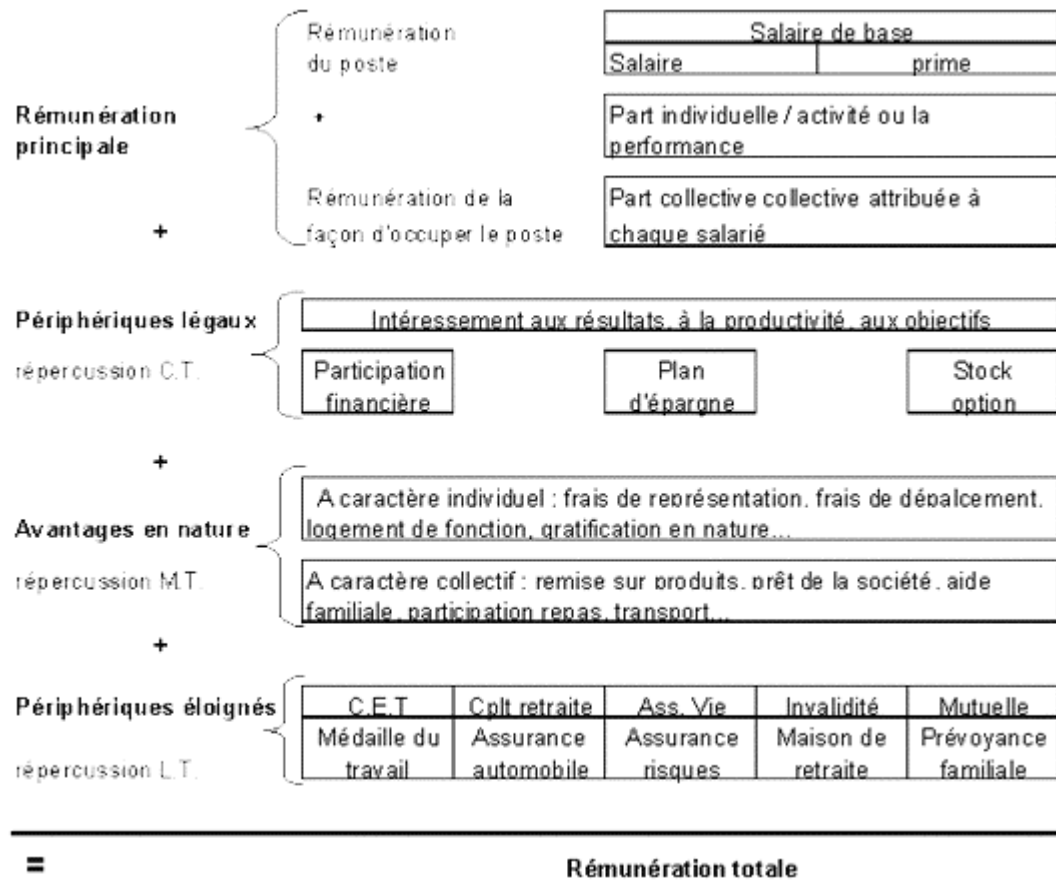 Rémunération
du poste
Salaire de base
Salaire
prime
Rémunération
principale
+
Part individuelle / activité ou la
performance
+
Rémunération de la
façon d'occuper le poste
Part collective collective attribuée à
chaque salarié
Périphériques légaux
répercussion C.T.
Intéressement aux résultats, à la productivité, aux objectifs
Participation
financière
Plan
d'épargne
Stock
option
+
Avantages en nature
répercussion M.T.
A caractère individuel : frais de représentation, frais de dépalcement,
logement de fonction, gratification en nature...
A caractère collectif : remise sur produits, prêt de la société, aide
familiale, participation repas, transport...
+
Périphériques éloignés
répercussion L.T.
C.E.T
Cplt retraite
Ass. Vie
Invalidité
Mutuelle
Médaille du
travail
Assurance
automobile
Assurance
risques
Maison de
retraite
Prévoyance
familiale
=
Rémunération totale